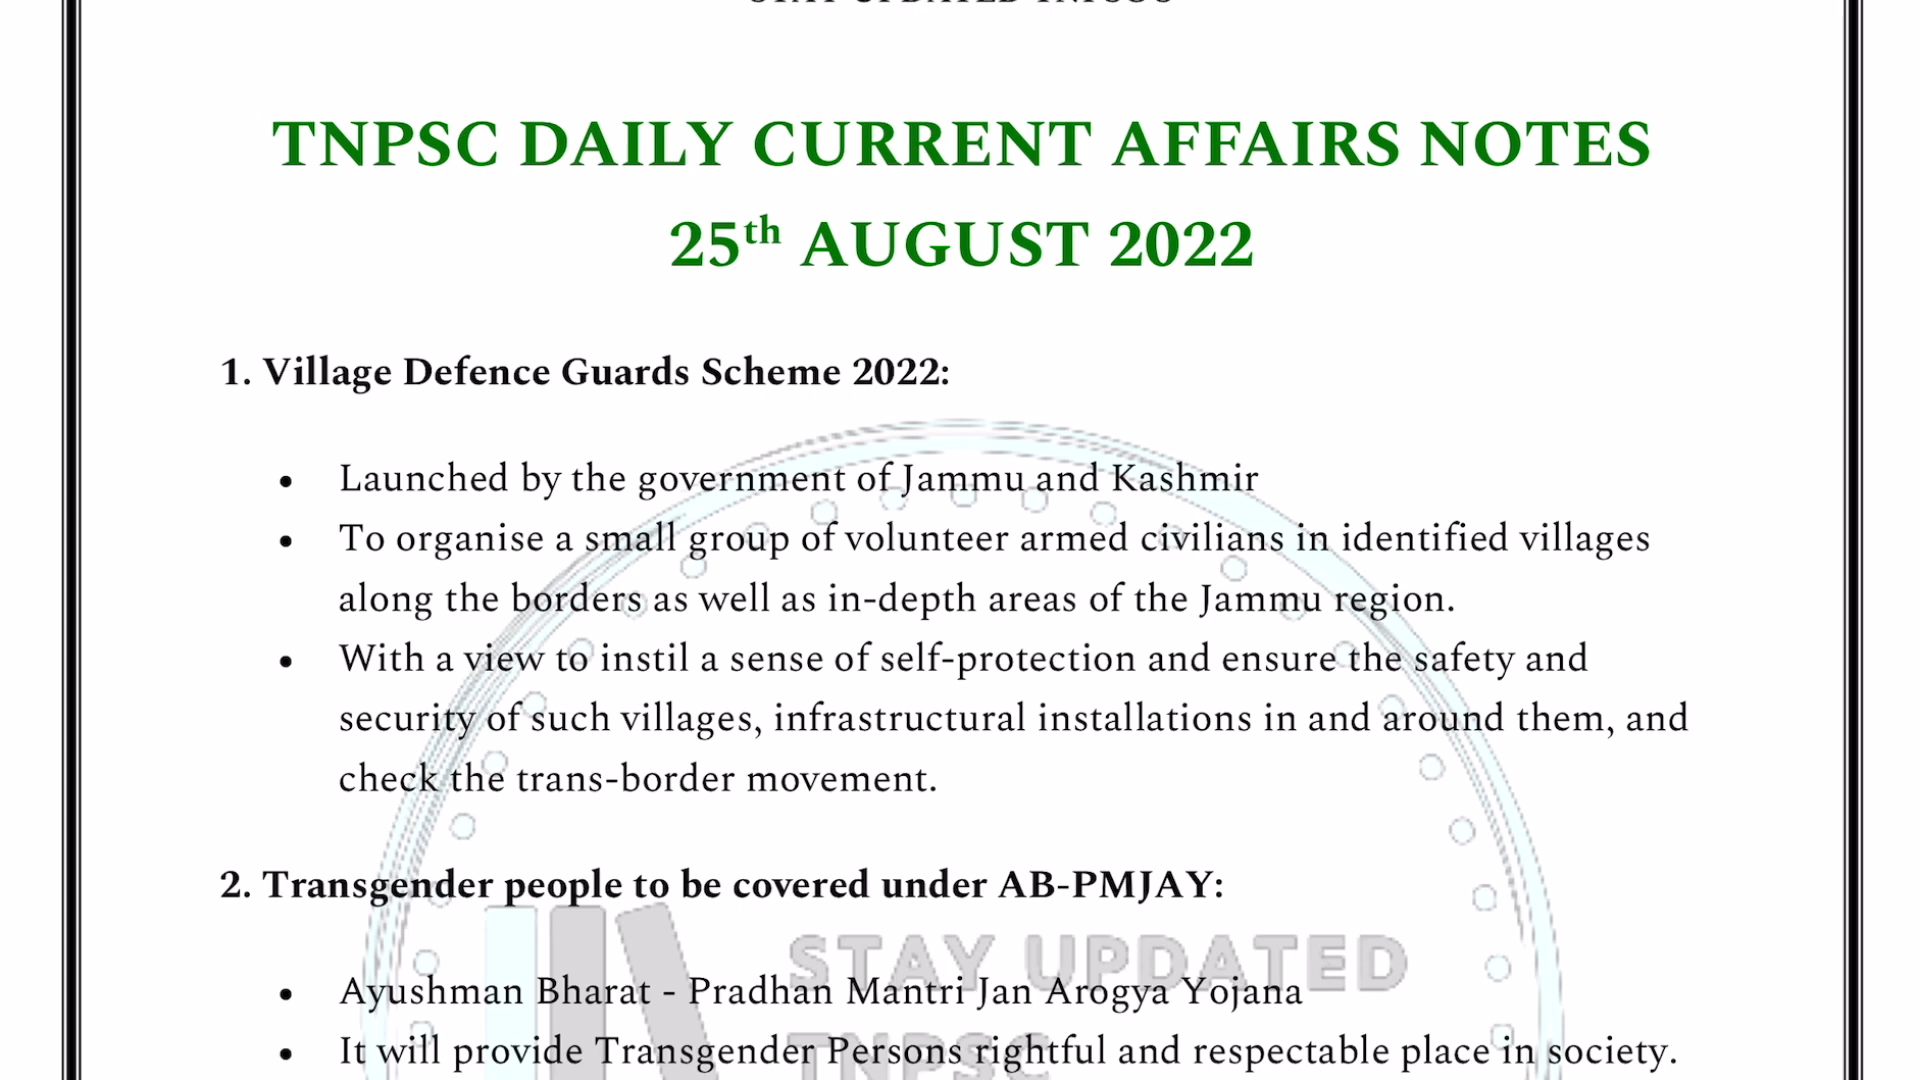 STAY UPDATED TNPSC
TNPSC DAILY CURRENT AFFAIRS NOTES
25th AUGUST 2022
1. Village Defence Guards Scheme 2022:
• Launched by the government of Jammu and Kashmir
• To organise a small group of volunteer armed civilians in identified villages
along the borders as well as in-depth areas of the Jammu region.
• With a view to instil a sense of self-protection and ensure the safety and
security of such villages, infrastructural installations in and around them, and
check the trans-border movement.
2. Transgender people to be covered under AB-PMJAY:
STAY UPDATED
• Ayushman Bharat - Pradhan Mantri Jan Arogya Yojana
TNPSC
• It will provide Transgender Persons rightful and respectable place in society.